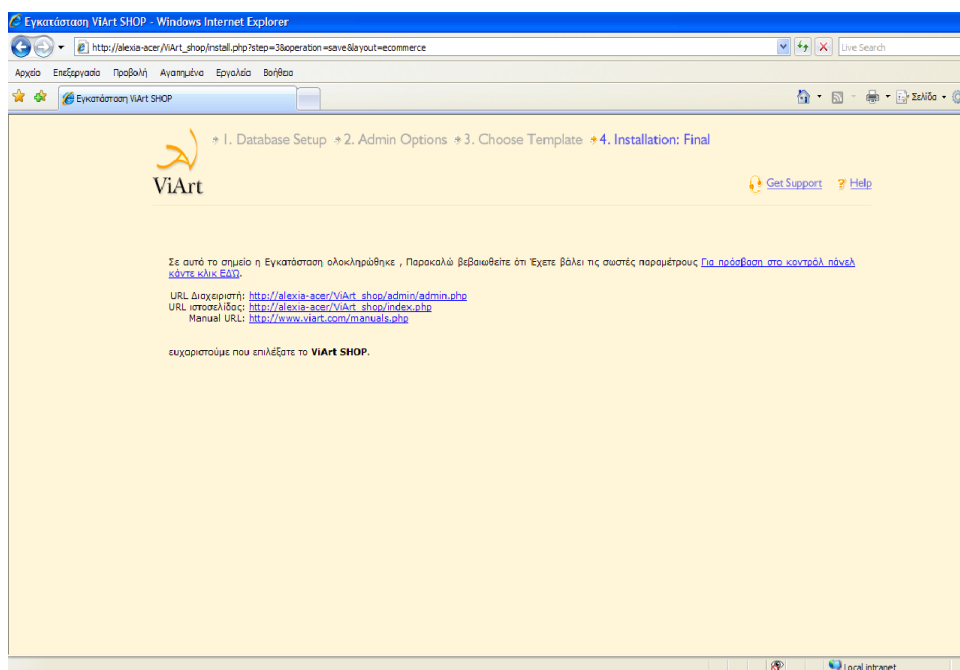 Εγκατάσταση ViArt SHOP - Windows Internet Explorer
http://alexia-acer/ViArt_shop/install.php?step=3&operation=save&layout=ecommerce
Live Search
Αρχείο Επεξεργασία Προβολή Αγαπημένα Εργαλεία Βοήθεια
Εγκατάσταση ViArt SHOP
Σελίδα
1. Database Setup 2. Admin Options 3. Choose Template 4. Installation: Final
ViArt
Get Support Help
Σε αυτό το σημείο η Εγκατάσταση ολοκληρώθηκε , Παρακαλώ βεβαιωθείτε ότι Έχετε βάλει τις σωστές παραμέτρους Για πρόσβαση στο κοντρόλ πάνελ
κάντε κλικ ΕΔΏ.
URL Διαχειριστή: http://alexia-acer/ViArt_shop/admin/admin.php
URL ιστοσελίδας: http://alexia-acer/ViArt_shop/index.php
Manual URL: http://www.viart.com/manuals.php
ευχαριστούμε που επιλέξατε το ViArt SHOP.
Local intranet